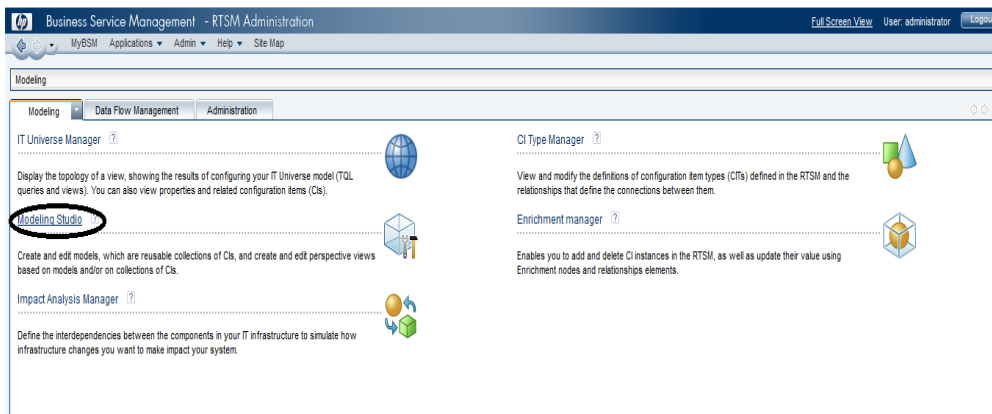 hp Business Service Management - RTSM Administration Full Screen View User: administrator Logou
MyBSM Applications Admin Help Site Map
Modeling
Modeling Data Flow Management Administration
IT Universe Manager ?
Display the topology of a view, showing the results of configuring your IT Universe model (TQL
queries and views). You can also view properties and related configuration items (CIs).
Modeling Studio ?
Create and edit models, which are reusable collections of CIs, and create and edit perspective views
based on models and/or on collections of CIs.
Impact Analysis Manager ?
Define the interdependencies between the components in your IT infrastructure to simulate how
infrastructure changes you want to make impact your system.
CI Type Manager ?
View and modify the definitions of configuration item types (CITs) defined in the RTSM and the
relationships that define the connections between them.
Enrichment manager ?
Enables you to add and delete CI instances in the RTSM, as well as update their value using
Enrichment nodes and relationships elements.